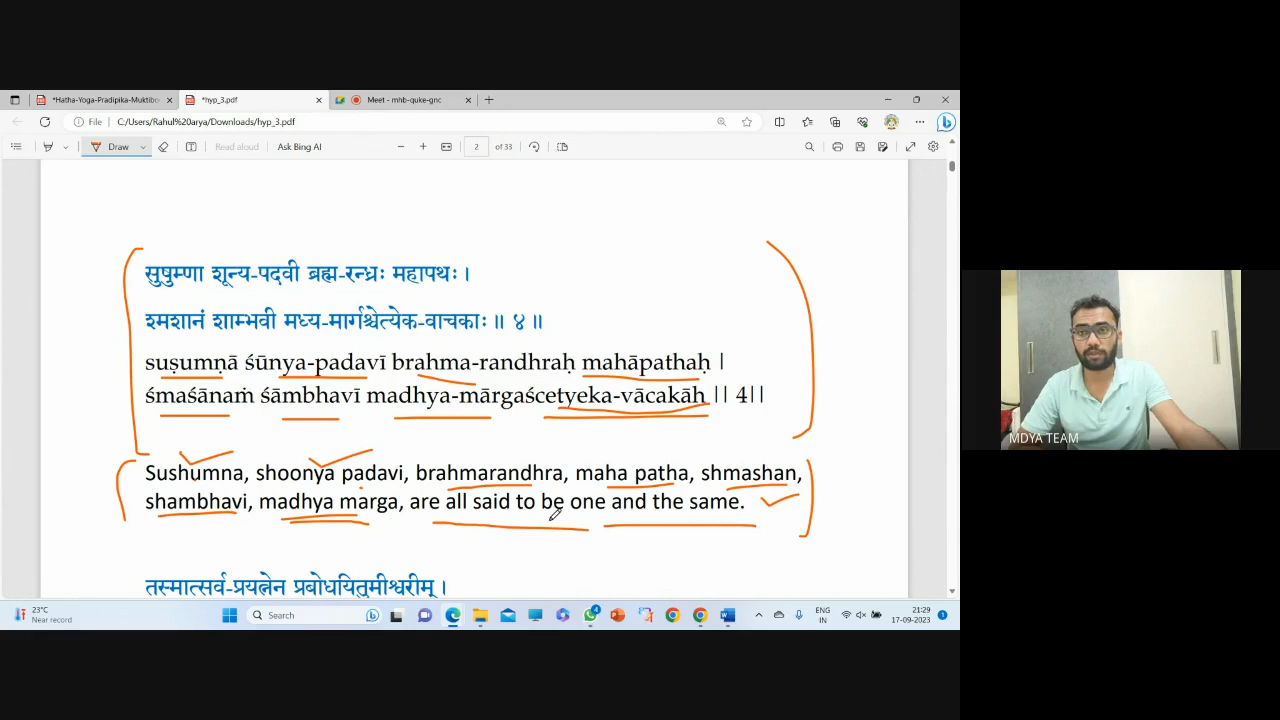 *Hatha-Yoga-Pradipika-Muktibo
*hyp_3.pdf
Meet - mhb-quke-gnc
File
C:/Users/Rahul%20arya/Downloads/hyp_3.pdf
Draw
Read aloud
Ask Bing AI
2
of 33
सुषुम्णा शून्य-पदवी ब्रह्म-रन्ध्रः महापथः।
श्मशानं शाम्भवी मध्य-मार्गश्चेत्येक-वाचकाः॥ ४॥
suṣumṇā śūnya-padavī brahma-randhraḥ mahāpathaḥ |
śmaśānaṁ śāmbhavī madhya-mārgaścetyeka-vācakāḥ || 4||
Sushumna, shoonya padavi, brahmarandhra, maha patha, shmashan,
shambhavi, madhya marga, are all said to be one and the same.
तस्मात्सर्व-प्रयत्नेन प्रबोधयितुमीश्वरीम्।
MDYA TEAM
23°C
Near record
Search
4
ENG
IN
21:29
17-09-2023
1